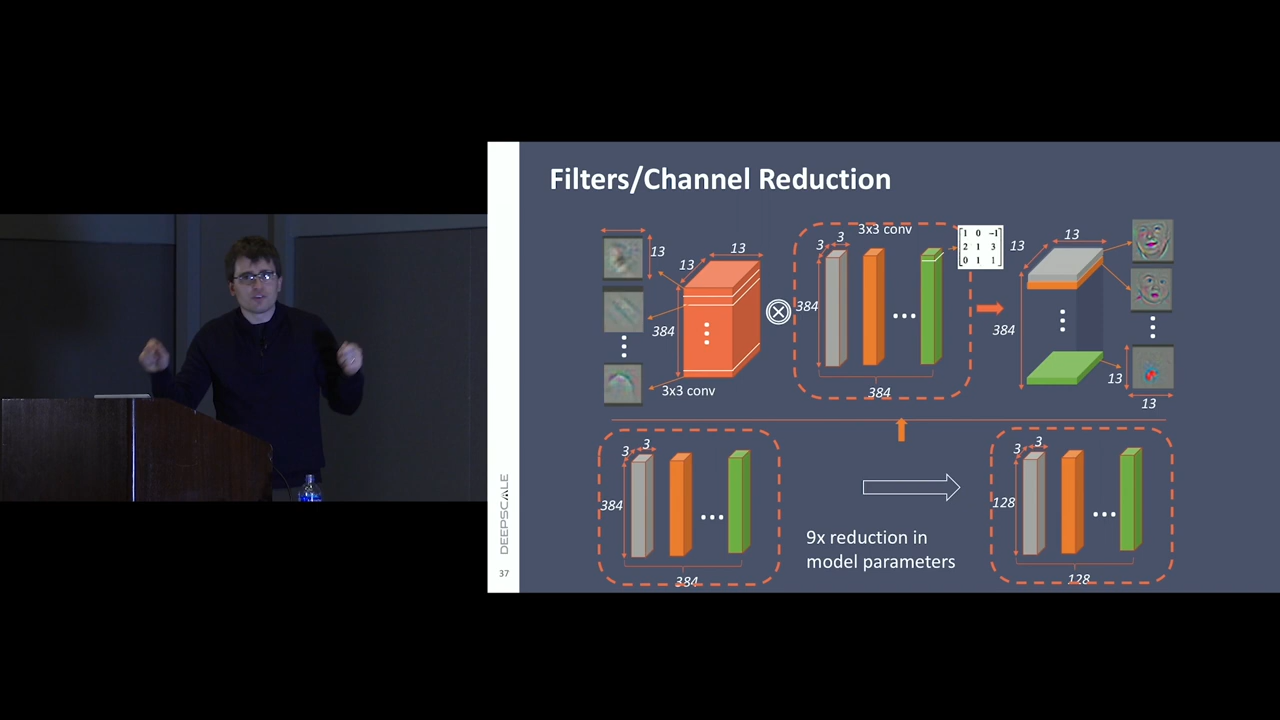 Filters/Channel Reduction
3x3 conv
3
3
13
13
13
384
3x3 conv
384
384
1 0 -1
2 1 3
0 1 1
13
13
384
13
13
3
3
384
384
9x reduction in
model parameters
3
3
128
128
DEEPSCALE
37